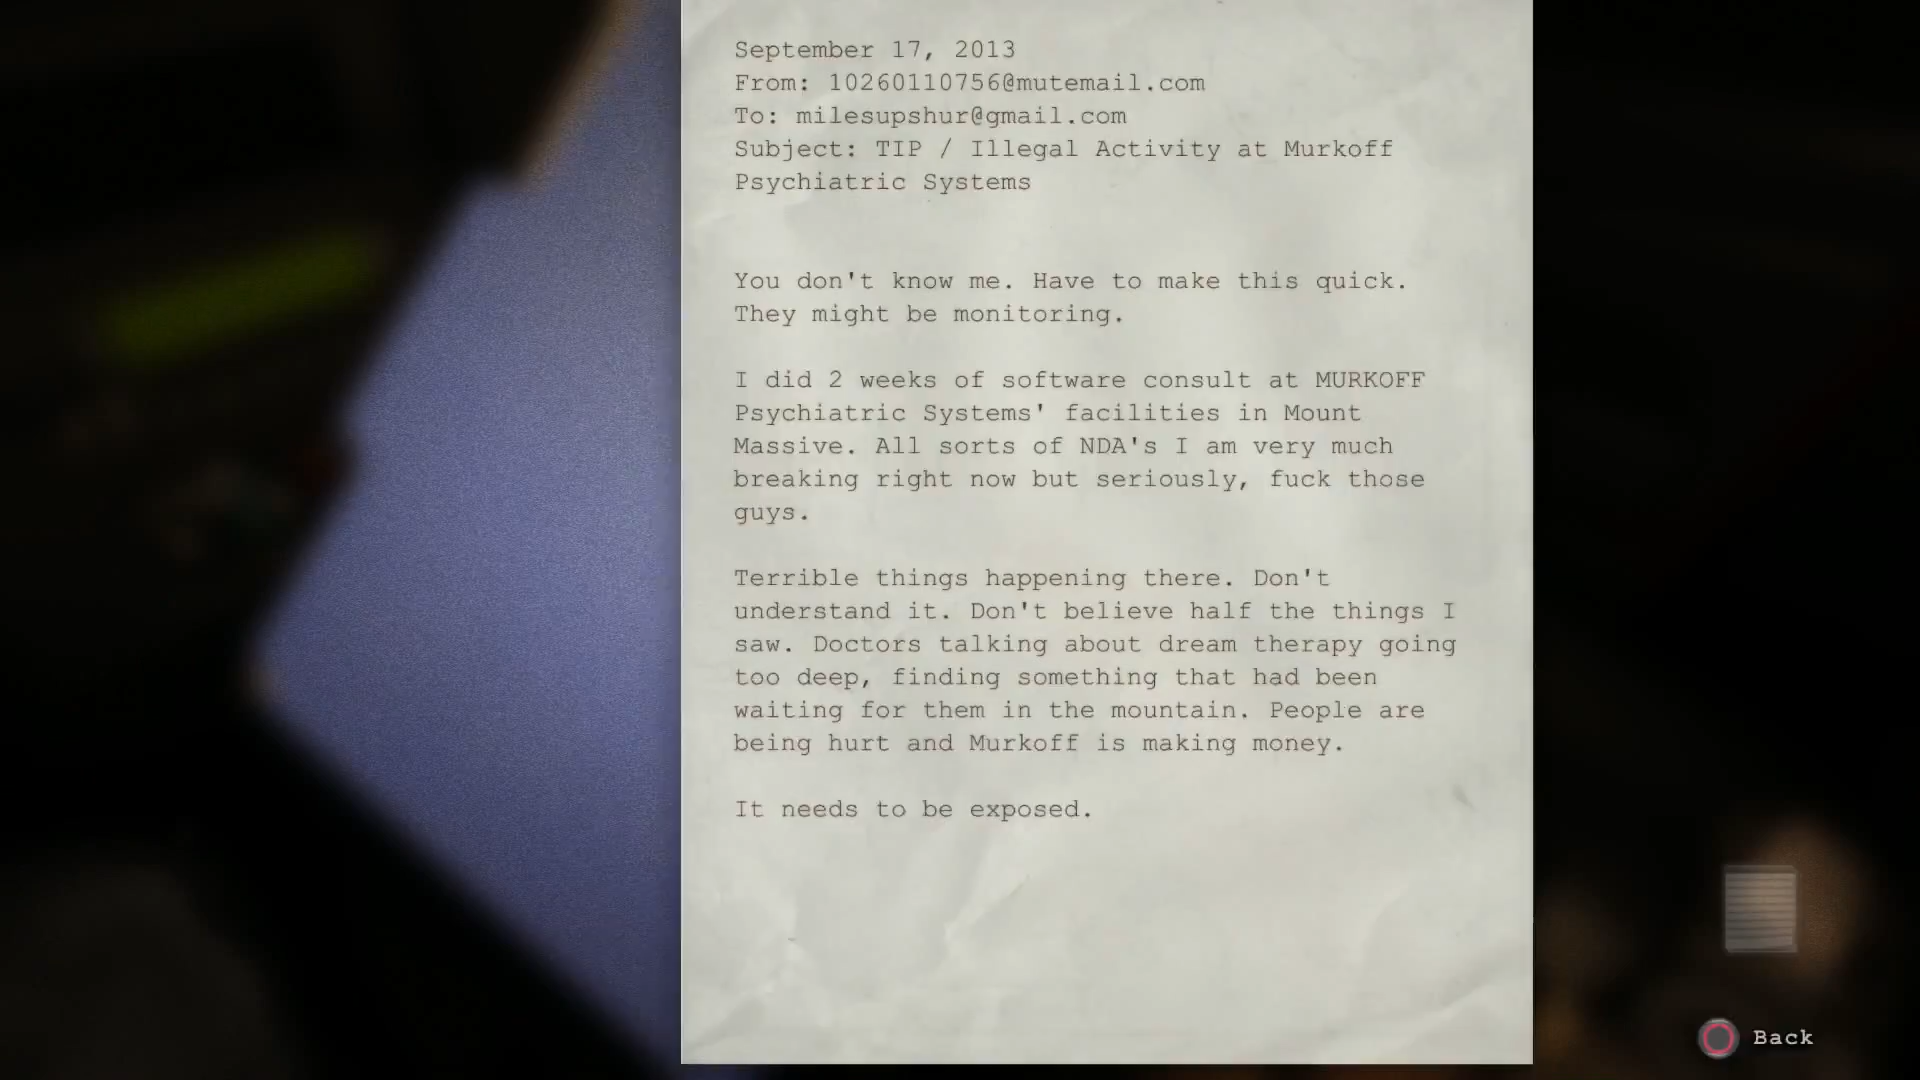 September 17, 2013
From: 10260110756@mutemail.com
To: milesupshur@gmail.com
Subject: TIP / Illegal Activity at Murkoff
Psychiatric Systems
You don't know me. Have to make this quick.
They might be monitoring.
I did 2 weeks of software consult at MURKOFF
Psychiatric Systems' facilities in Mount
Massive. All sorts of NDA's I am very much
breaking right now but seriously, fuck those
guys.
Terrible things happening there. Don't
understand it. Don't believe half the things I
saw. Doctors talking about dream therapy going
too deep, finding something that had been
waiting for them in the mountain. People are
being hurt and Murkoff is making money.
It needs to be exposed.
Back